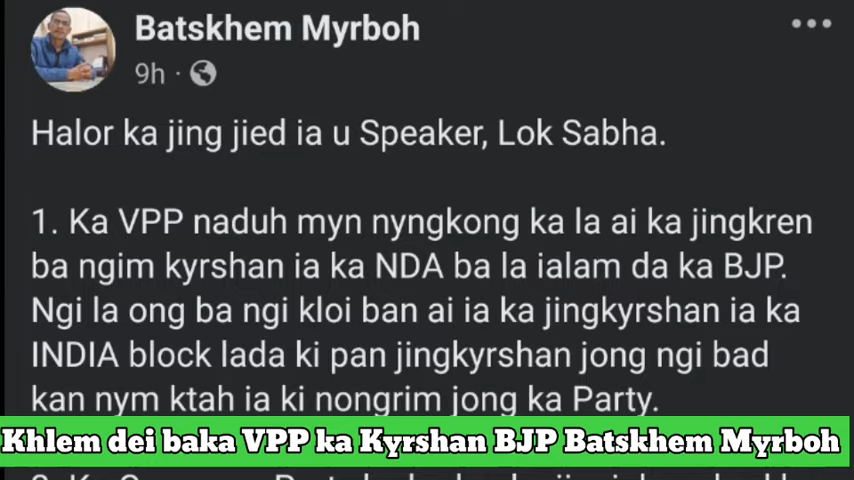 Batskhem Myrboh
9h ·
Halor ka jing jied ia u Speaker, Lok Sabha.
1. Ka VPP naduh myn nyngkong ka la ai ka jingkren
ba ngim kyrshan ia ka NDA ba la ialam da ka BJP.
Ngi la ong ba ngi kloi ban ai ia ka jingkyrshan ia ka
INDIA block lada ki pan jingkyrshan jong ngi bad
kan nym ktah ia ki nongrim jong ka Party.
Khlem dei baka VPP ka Kyrshan BJP Batskhem Myrboh